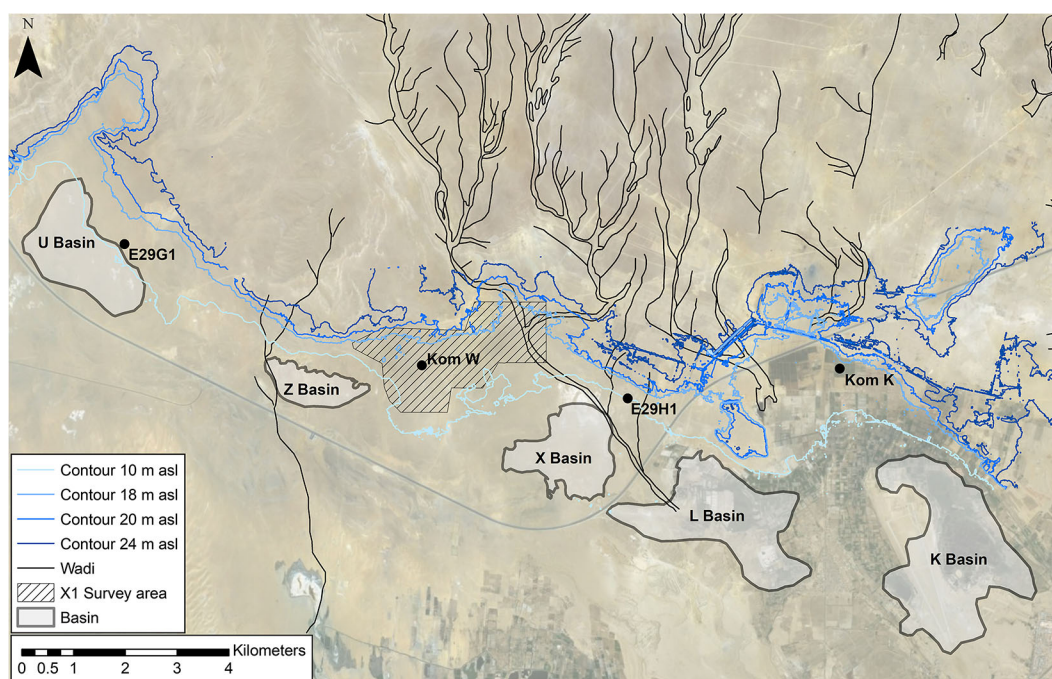 N
U Basin
E29G1
Kom W
Z Basin
Kom K
E29H1
X Basin
L Basin
K Basin
Contour 10 m asl
Contour 18 m asl
Contour 20 m asl
Contour 24 m asl
Wadi
X1 Survey area
Basin
Kilometers
0 0.5 1 2 3 4